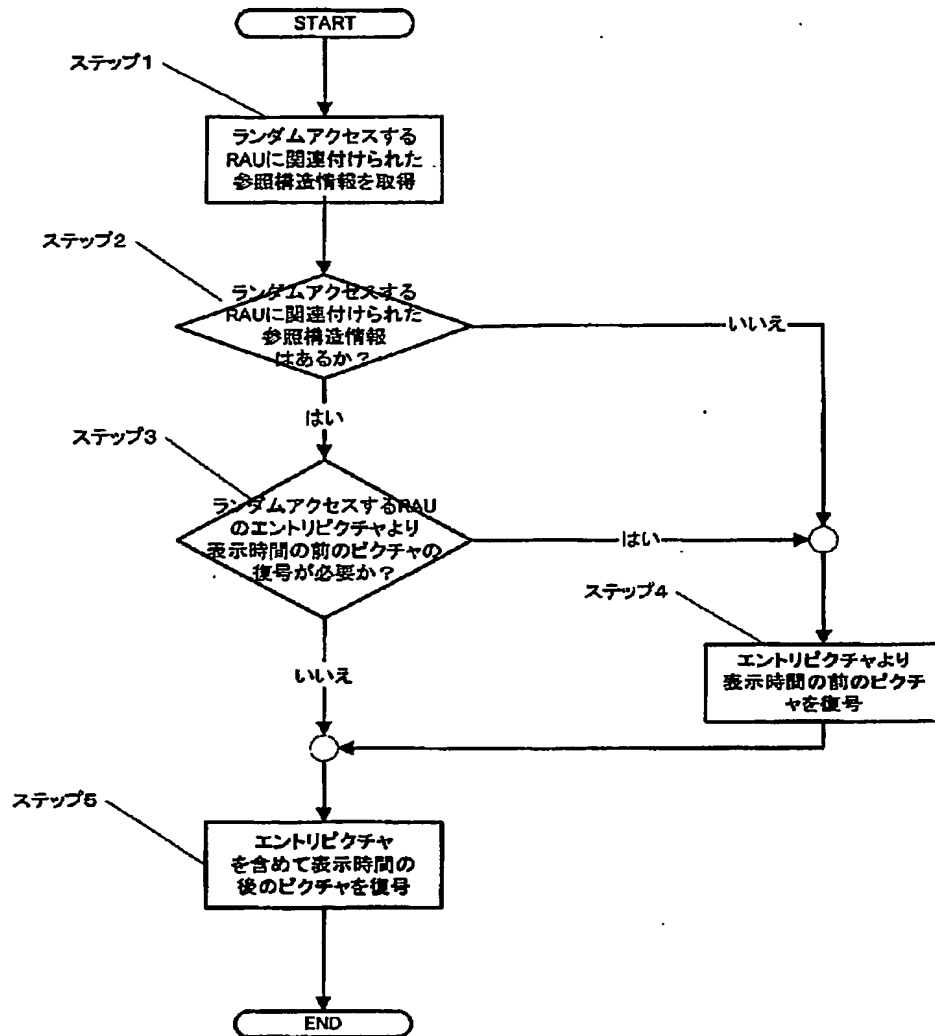 START
ステップ1
ランダムアクセスする
RAUに関連付けられた
参照構造情報を取得
ステップ2
ランダムアクセスする
RAUに関連付けられた
参照構造情報
はあるか？
いいえ
はい
ステップ3
ランダムアクセスするRAU
のエントリピクチャより
表示時間の前のピクチャの
復号が必要か？
はい
ステップ4
いいえ
エントリピクチャより
表示時間の前のピクチ
ャを復号
ステップ5
エントリピクチャ
を含めて表示時間の
後のピクチャを復号
END